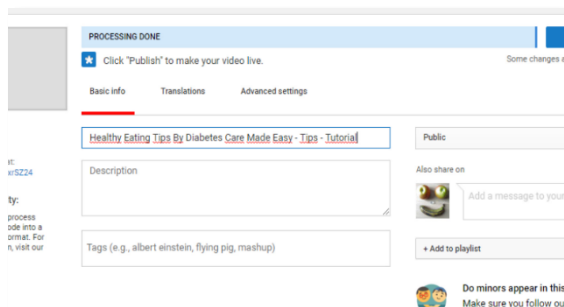 PROCESSING DONE
Click "Publish" to make your video live.
Some changes a
Basic info
Translations
Advanced settings
Healthy Eating Tips By Diabetes Care Made Easy - Tips - Tutorial
Public
Description
Also share on
Add a message to your
Tags (e.g., albert einstein, flying pig, mashup)
+ Add to playlist
Do minors appear in this
Make sure you follow ou
at:
xrSZ24
ty:
process
ode into a
ormat. For
n, visit our